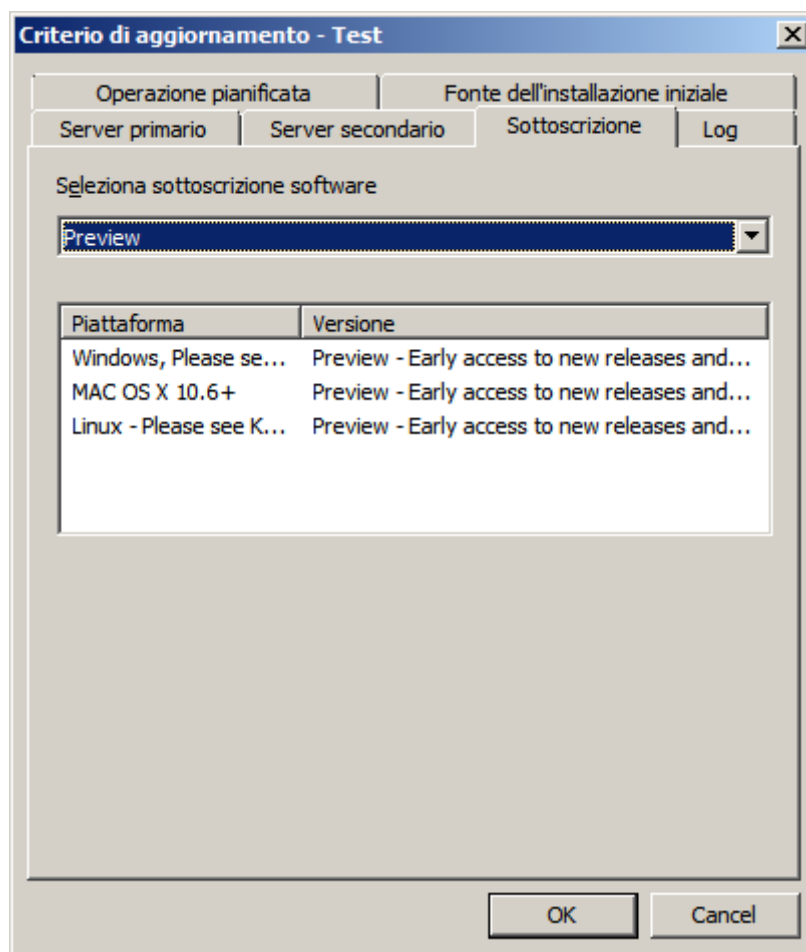 Criterio di aggiornamento - Test
Operazione pianificata Fonte dell'installazione iniziale
Server primario Server secondario Sottoscrizione Log
Seleziona sottoscrizione software
Preview
Piattaforma Versione
Windows, Please se... Preview - Early access to new releases and...
MAC OS X 10.6+ Preview - Early access to new releases and...
Linux - Please see K... Preview - Early access to new releases and...
OK Cancel